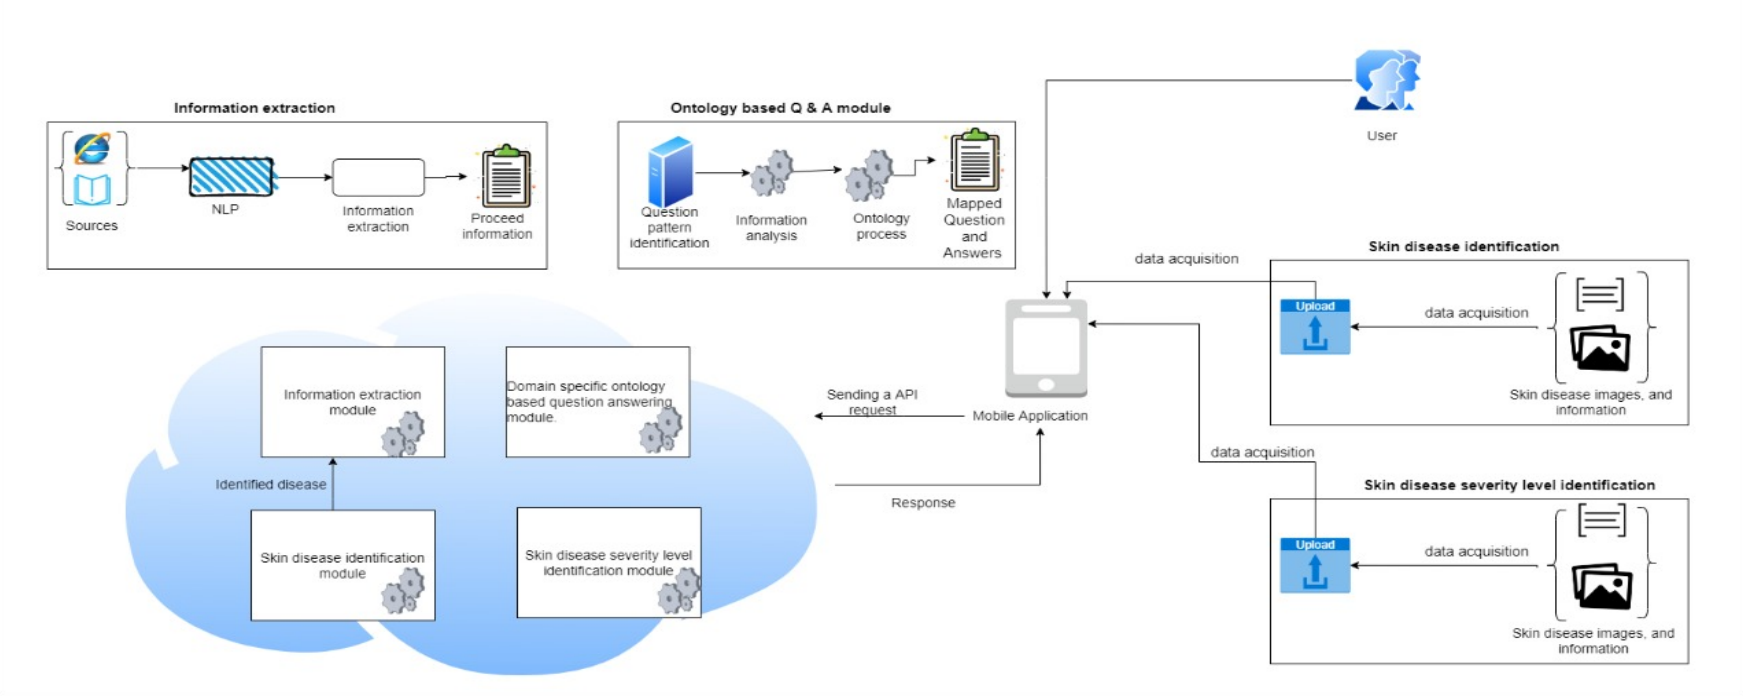 Information extraction
Sources
NLP
Information
extraction
Proceed
information
Ontology based Q & A module
Question
pattern
identification
Information
analysis
Ontology
process
Mapped
Question
and
Answers
User
Skin disease identification
data acquisition
Upload
data acquisition
Skin disease images, and
information
Mobile Application
Sending a API
request
Response
Information extraction
module
Domain specific ontology
based question answering
module.
Identified disease
Skin disease identification
module
Skin disease severity level
identification module
data acquisition
Skin disease severity level identification
Upload
data acquisition
Skin disease images, and
information